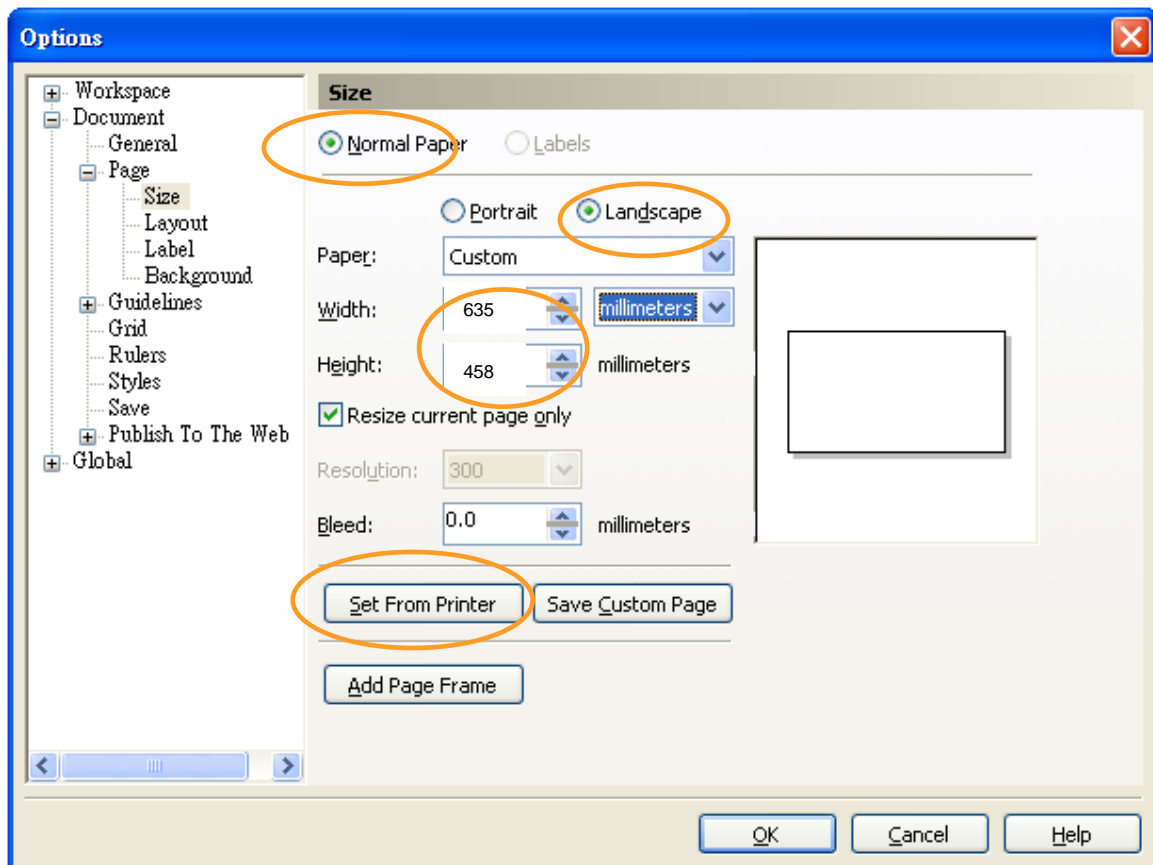 Options
Workspace
Document
General
Page
Size
Layout
Label
Background
Guidelines
Grid
Rulers
Styles
Save
Publish To The Web
Global
Size
Normal Paper Labels
Portrait Landscape
Paper: Custom
Width: 635 millimeters
Height: 458 millimeters
Resize current page only
Resolution: 300
Bleed: 0.0 millimeters
Set From Printer Save Custom Page
Add Page Frame
OK Cancel Help